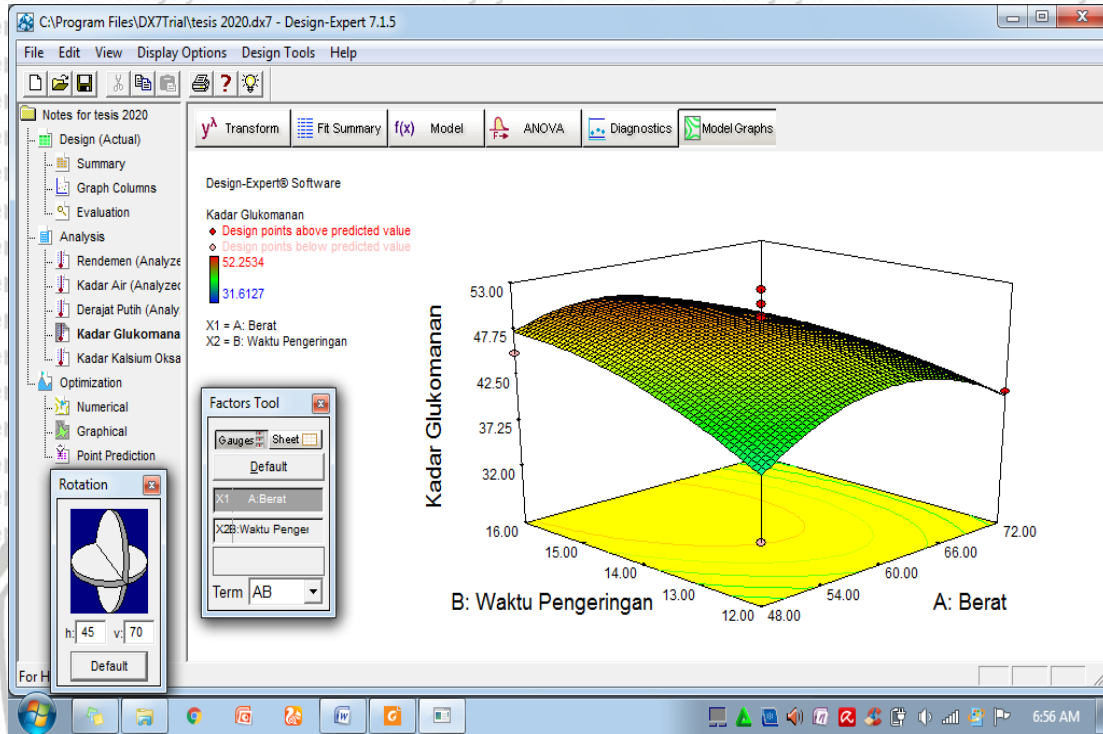 C:\Program Files\DX7Trial\tesis 2020.dx7 - Design-Expert 7.1.5
File Edit View Display Options Design Tools Help
Notes for tesis 2020
Design (Actual)
Summary
Graph Columns
Evaluation
Analysis
Rendemen (Analyze
Kadar Air (Analyzed
Derajat Putih (Analy
Kadar Glukomana
Kadar Kalsium Oksa
Optimization
Numerical
Graphical
Point Prediction
yλ Transform Fit Summary f(x) Model ANOVA Diagnostics Model Graphs
Design-Expert® Software
Kadar Glukomanan
Design points above predicted value
Design points below predicted value
52.2534
31.6127
X1 = A: Berat
X2 = B: Waktu Pengeringan
Factors Tool
Gauges Sheet
Default
X1 A:Berat
X2B:Waktu Penger
Term AB
Rotation
h: 45 v: 70
Default
For H
Kadar Glukomanan
53.00
47.75
42.50
37.25
32.00
16.00
15.00
14.00
13.00
12.00
48.00
54.00
60.00
66.00
72.00
B: Waktu Pengeringan
A: Berat
6:56 AM